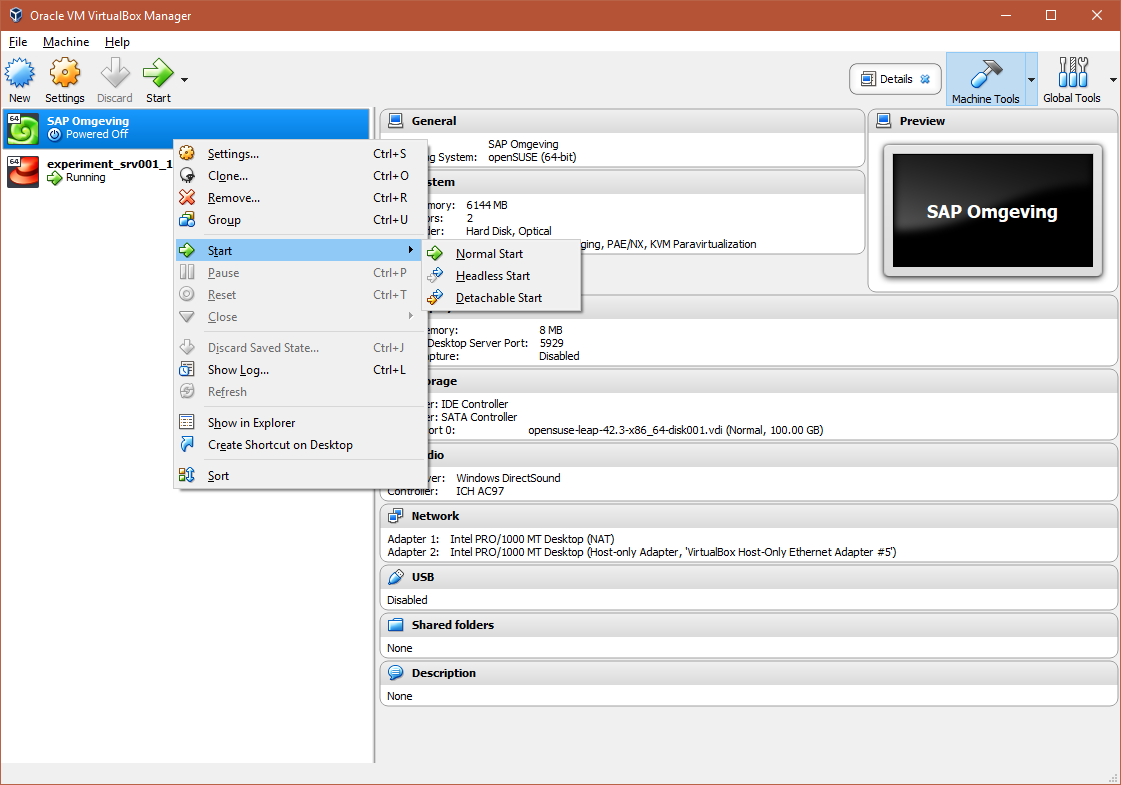 Oracle VM VirtualBox Manager
File Machine Help
New Settings Discard Start
Details
Machine Tools Global Tools
64
SAP Omgeving
Powered Off
64
experiment_srv001_1
Running
Settings... Ctrl+S
Clone... Ctrl+O
Remove... Ctrl+R
Group Ctrl+U
Start
Pause Ctrl+P
Reset Ctrl+T
Close
Discard Saved State... Ctrl+J
Show Log... Ctrl+L
Refresh
Show in Explorer
Create Shortcut on Desktop
Sort
Normal Start
Headless Start
Detachable Start
General
SAP Omgeving
g System: openSUSE (64-bit)
stem
mory: 6144 MB
rs: 2
der: Hard Disk, Optical
ging, PAE/NX, KVM Paravirtualization
Preview
SAP Omgeving
emory: 8 MB
Desktop Server Port: 5929
pture: Disabled
orage
er: IDE Controller
er: SATA Controller
ort 0: opensuse-leap-42.3-x86_64-disk001.vdi (Normal, 100.00 GB)
dio
ver: Windows DirectSound
Controller: ICH AC97
Network
Adapter 1: Intel PRO/1000 MT Desktop (NAT)
Adapter 2: Intel PRO/1000 MT Desktop (Host-only Adapter, 'VirtualBox Host-Only Ethernet Adapter #5')
USB
Disabled
Shared folders
None
Description
None